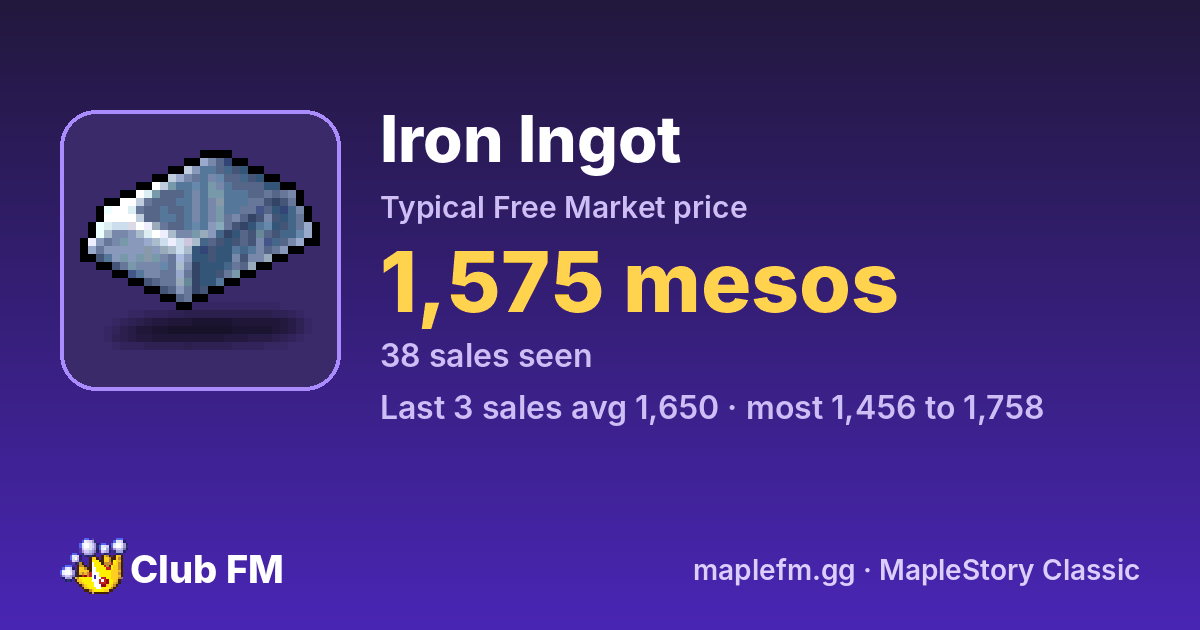 Iron Ingot
Typical Free Market price
1,575 mesos
38 sales seen
Last 3 sales avg 1,650 · most 1,456 to 1,758
Club FM
maplefm.gg · MapleStory Classic